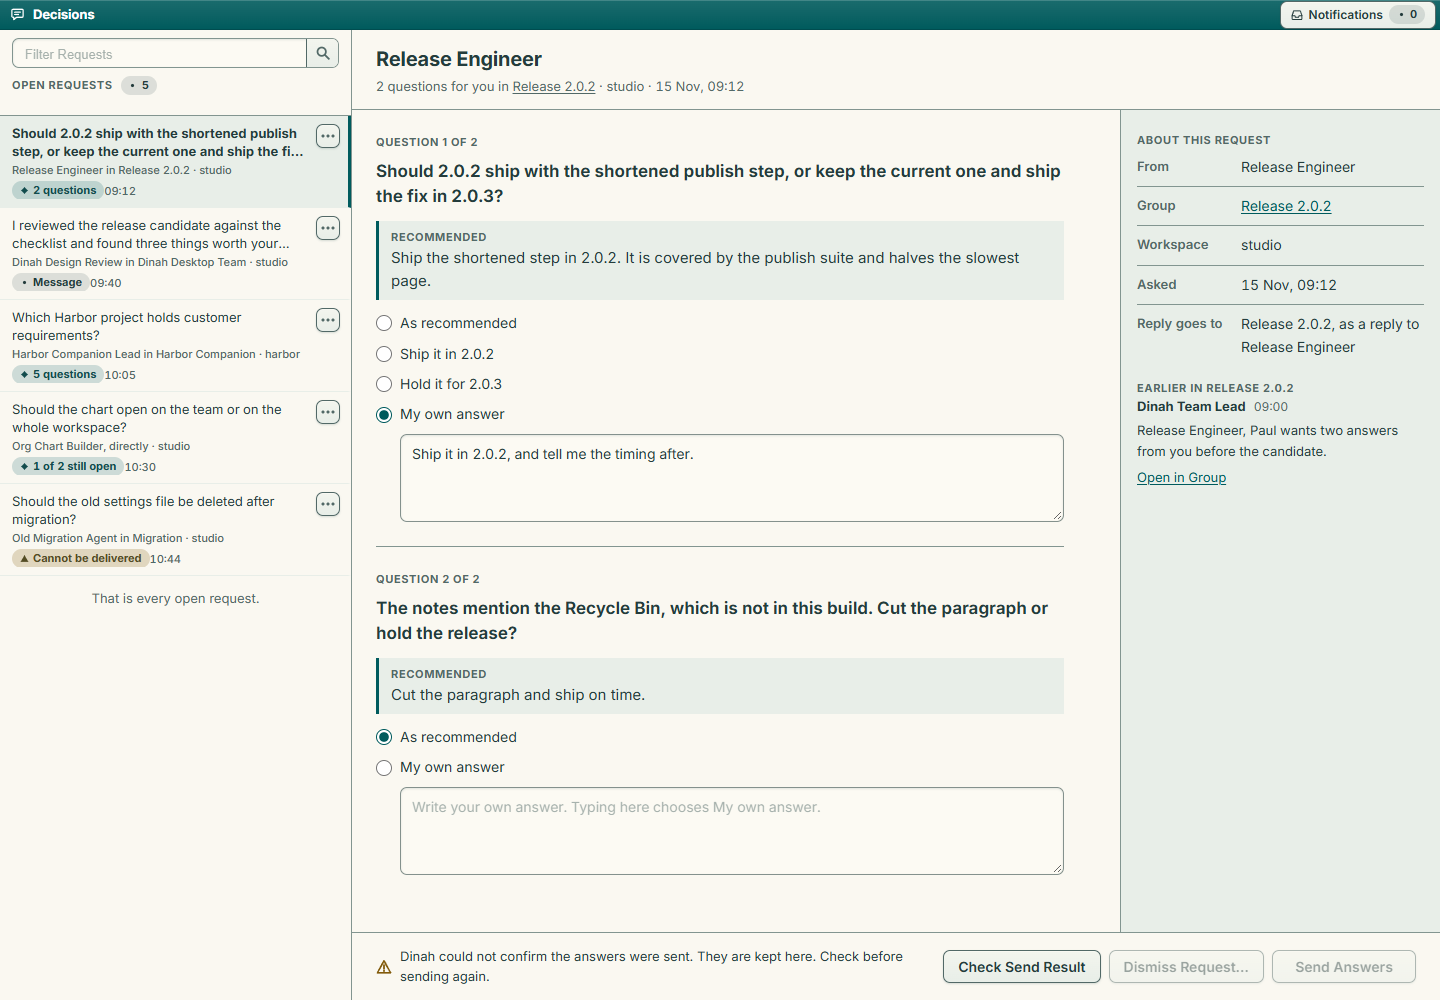 Decisions
Notifications • 0
Filter Requests
OPEN REQUESTS • 5
Should 2.0.2 ship with the shortened publish
step, or keep the current one and ship the fi...
Release Engineer in Release 2.0.2 · studio
◆ 2 questions 09:12
I reviewed the release candidate against the
checklist and found three things worth your...
Dinah Design Review in Dinah Desktop Team · studio
• Message 09:40
Which Harbor project holds customer
requirements?
Harbor Companion Lead in Harbor Companion · harbor
◆ 5 questions 10:05
Should the chart open on the team or on the
whole workspace?
Org Chart Builder, directly · studio
◆ 1 of 2 still open 10:30
Should the old settings file be deleted after
migration?
Old Migration Agent in Migration · studio
▲ Cannot be delivered 10:44
That is every open request.
Release Engineer
2 questions for you in Release 2.0.2 · studio · 15 Nov, 09:12
QUESTION 1 OF 2
Should 2.0.2 ship with the shortened publish step, or keep the current one and ship
the fix in 2.0.3?
RECOMMENDED
Ship the shortened step in 2.0.2. It is covered by the publish suite and halves the slowest
page.
As recommended
Ship it in 2.0.2
Hold it for 2.0.3
My own answer
Ship it in 2.0.2, and tell me the timing after.
QUESTION 2 OF 2
The notes mention the Recycle Bin, which is not in this build. Cut the paragraph or
hold the release?
RECOMMENDED
Cut the paragraph and ship on time.
As recommended
My own answer
Write your own answer. Typing here chooses My own answer.
ABOUT THIS REQUEST
From Release Engineer
Group Release 2.0.2
Workspace studio
Asked 15 Nov, 09:12
Reply goes to Release 2.0.2, as a reply to
Release Engineer
EARLIER IN RELEASE 2.0.2
Dinah Team Lead 09:00
Release Engineer, Paul wants two answers
from you before the candidate.
Open in Group
Dinah could not confirm the answers were sent. They are kept here. Check before
sending again.
Check Send Result
Dismiss Request...
Send Answers